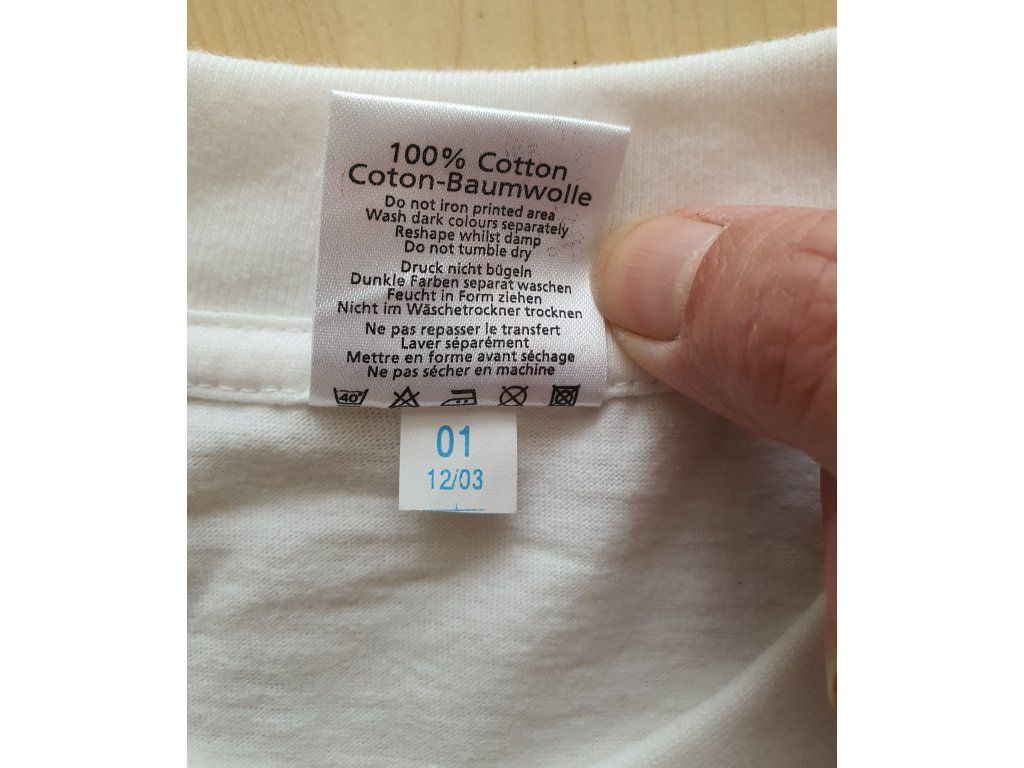 100% Cotton
Coton-Baumwolle
Do not iron printed area
Wash dark colours separately
Reshape whilst damp
Do not tumble dry
Druck nicht bügeln
Dunkle Farben separat waschen
Feucht in Form ziehen
Nicht im Wäschetrockner trocknen
Ne pas repasser le transfert
Laver séparément
Mettre en forme avant séchage
Ne pas sécher en machine
40°
01
12/03